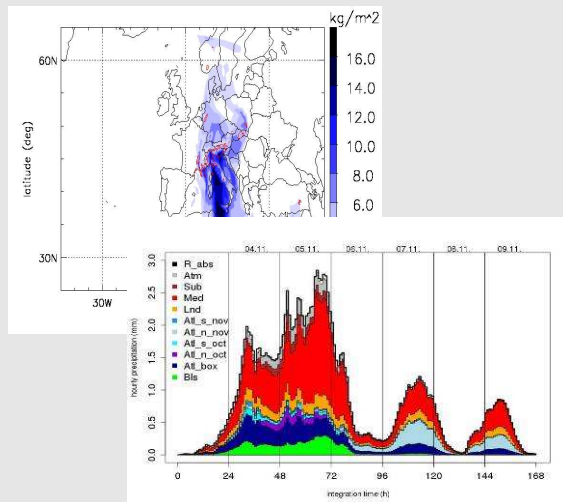 kg/m^2
60N
16.0
14.0
12.0
10.0
8.0
6.0
latitude (deg)
30N
30W
04.11. 05.11. 06.11. 07.11. 08.11. 09.11.
hourly precipitation (mm)
3.0
2.5
2.0
1.5
1.0
0.5
0.0
R_abs
Atm
Sub
Med
Lnd
Atl_s_nov
Atl_n_nov
Atl_s_oct
Atl_n_oct
Atl_box
Bls
0 24 48 72 96 120 144 168
integration time (h)